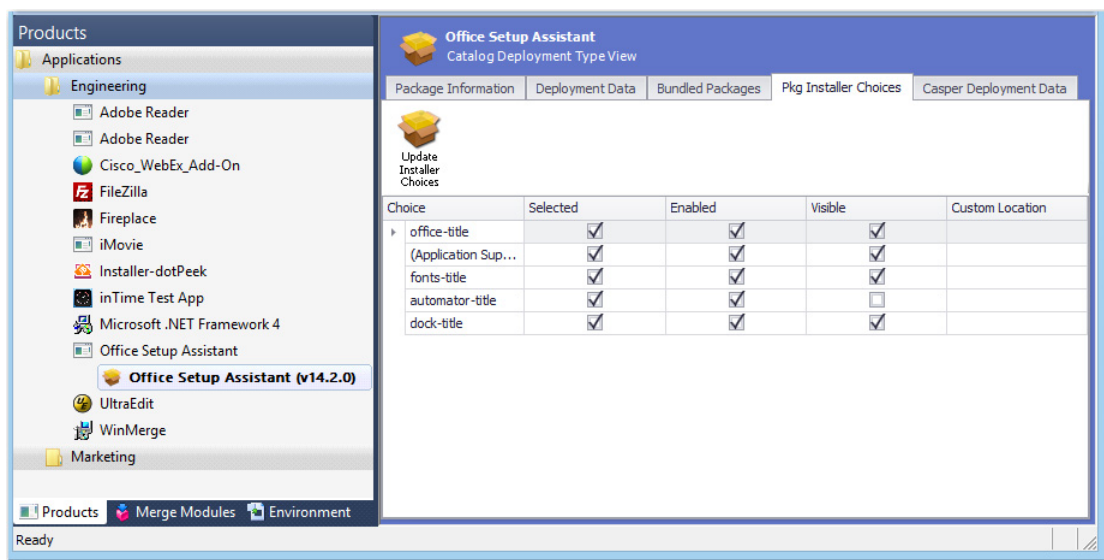 Products
Applications
Engineering
Adobe Reader
Adobe Reader
Cisco_WebEx_Add-On
FileZilla
Fireplace
iMovie
Installer-dotPeek
inTime Test App
Microsoft .NET Framework 4
Office Setup Assistant
Office Setup Assistant (v14.2.0)
UltraEdit
WinMerge
Marketing
Products Merge Modules Environment
Office Setup Assistant
Catalog Deployment Type View
Package Information Deployment Data Bundled Packages Pkg Installer Choices Casper Deployment Data
Update
Installer
Choices
Choice Selected Enabled Visible Custom Location
office-title
(Application Sup...
fonts-title
automator-title
dock-title
Ready